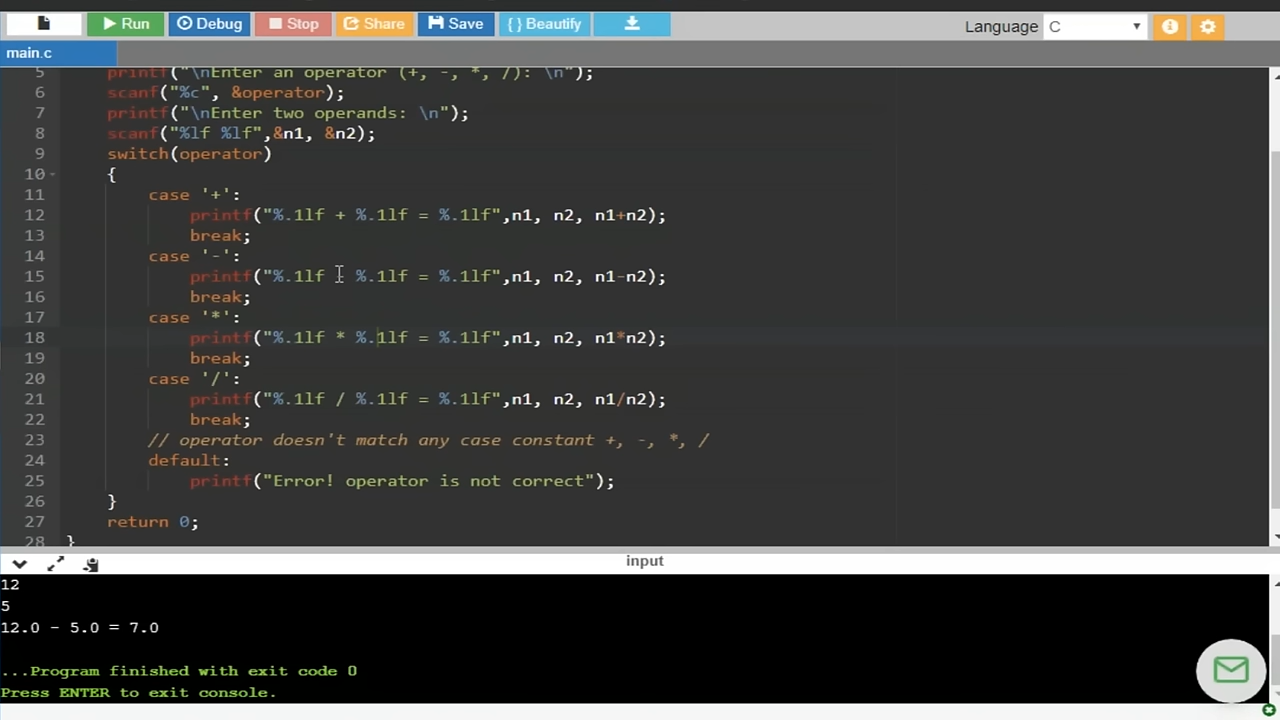 Run Debug Stop Share Save { } Beautify Language C
main.c
5 printf("\nEnter an operator (+, -, *, /): \n");
6 scanf("%c", &operator);
7 printf("\nEnter two operands: \n");
8 scanf("%lf %lf",&n1, &n2);
9 switch(operator)
10 {
11 case '+':
12 printf("%.1lf + %.1lf = %.1lf",n1, n2, n1+n2);
13 break;
14 case '-':
15 printf("%.1lf - %.1lf = %.1lf",n1, n2, n1-n2);
16 break;
17 case '*':
18 printf("%.1lf * %.1lf = %.1lf",n1, n2, n1*n2);
19 break;
20 case '/':
21 printf("%.1lf / %.1lf = %.1lf",n1, n2, n1/n2);
22 break;
23 // operator doesn't match any case constant +, -, *, /
24 default:
25 printf("Error! operator is not correct");
26 }
27 return 0;
28 }
input
12
5
12.0 - 5.0 = 7.0
...Program finished with exit code 0
Press ENTER to exit console.